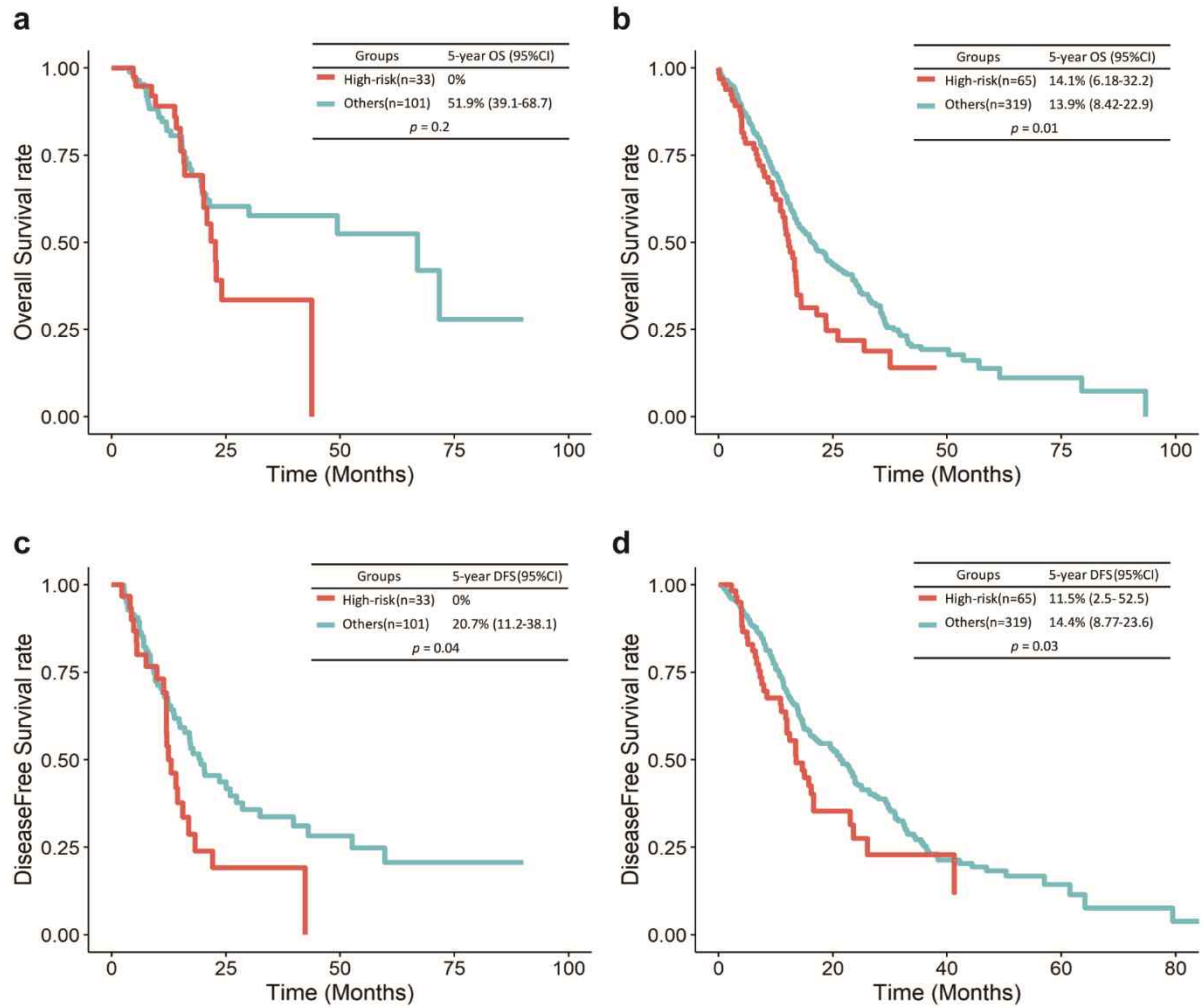 a
Groups 5-year OS (95%CI)
High-risk(n=33) 0%
Others(n=101) 51.9% (39.1-68.7)
p = 0.2
Overall Survival rate
1.00
0.75
0.50
0.25
0.00
0 25 50 75 100
Time (Months)
b
Groups 5-year OS (95%CI)
High-risk(n=65) 14.1% (6.18-32.2)
Others(n=319) 13.9% (8.42-22.9)
p = 0.01
Overall Survival rate
1.00
0.75
0.50
0.25
0.00
0 25 50 75 100
Time (Months)
c
Groups 5-year DFS(95%CI)
High-risk(n=33) 0%
Others(n=101) 20.7% (11.2-38.1)
p = 0.04
DiseaseFree Survival rate
1.00
0.75
0.50
0.25
0.00
0 25 50 75 100
Time (Months)
d
Groups 5-year DFS(95%CI)
High-risk(n=65) 11.5% (2.5-52.5)
Others(n=319) 14.4% (8.77-23.6)
p = 0.03
DiseaseFree Survival rate
1.00
0.75
0.50
0.25
0.00
0 20 40 60 80
Time (Months)